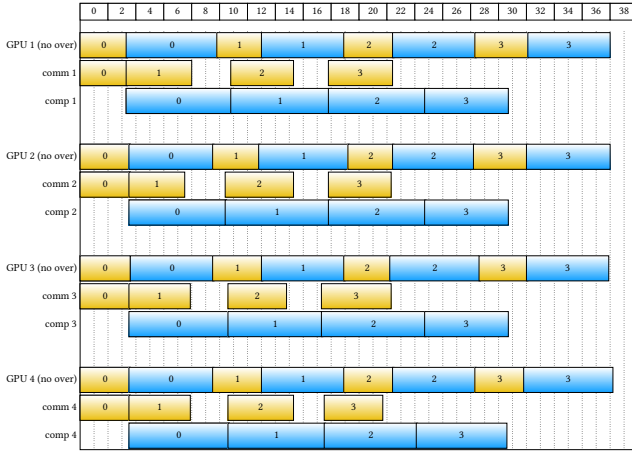 0 2 4 6 8 10 12 14 16 18 20 22 24 26 28 30 32 34 36 38
GPU 1 (no over) 0 0 1 1 2 2 3 3
comm 1 0 1 2 3
comp 1 0 1 2 3
GPU 2 (no over) 0 0 1 1 2 2 3 3
comm 2 0 1 2 3
comp 2 0 1 2 3
GPU 3 (no over) 0 0 1 1 2 2 3 3
comm 3 0 1 2 3
comp 3 0 1 2 3
GPU 4 (no over) 0 0 1 1 2 2 3 3
comm 4 0 1 2 3
comp 4 0 1 2 3